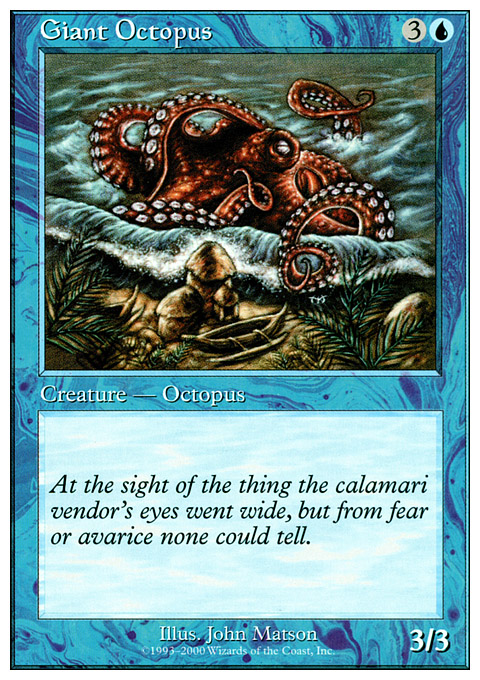 Giant Octopus 3
Creature — Octopus
At the sight of the thing the calamari
vendor's eyes went wide, but from fear
or avarice none could tell.
Illus. John Matson
©1993–2000 Wizards of the Coast, Inc.
3/3